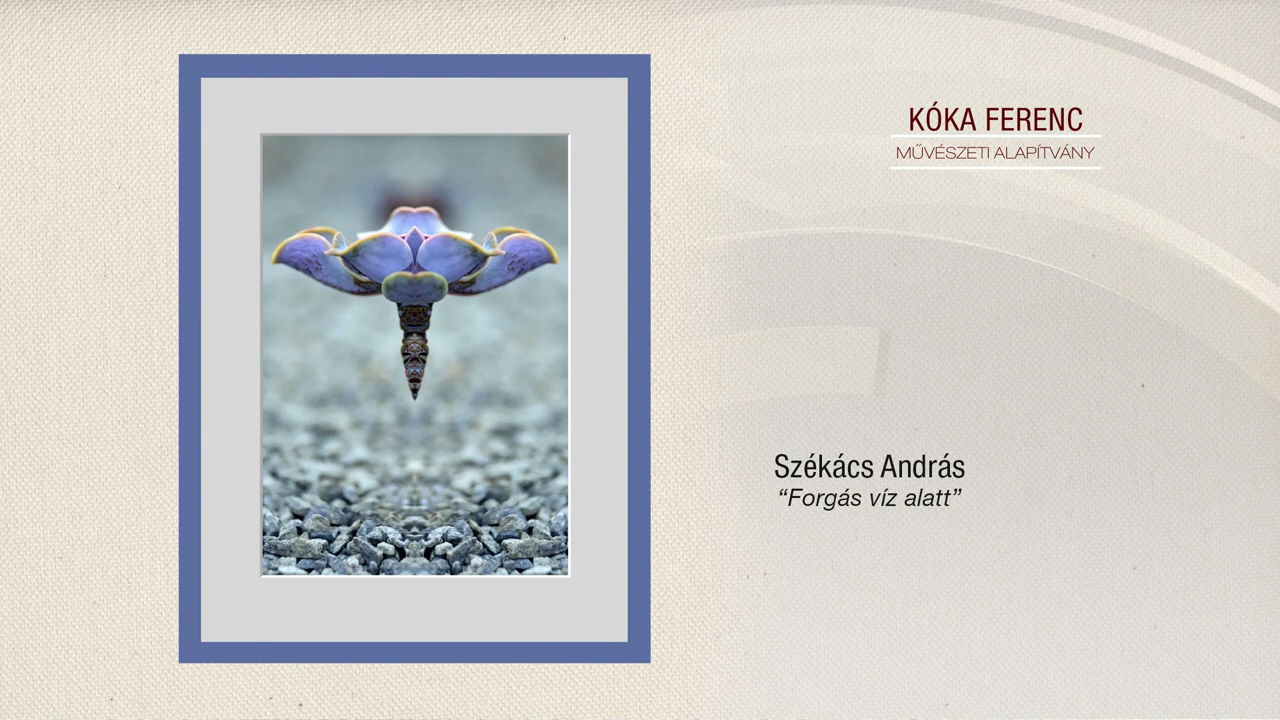 KÓKA FERENC
MŰVÉSZETI ALAPÍTVÁNY
Székács András
“Forgás víz alatt”